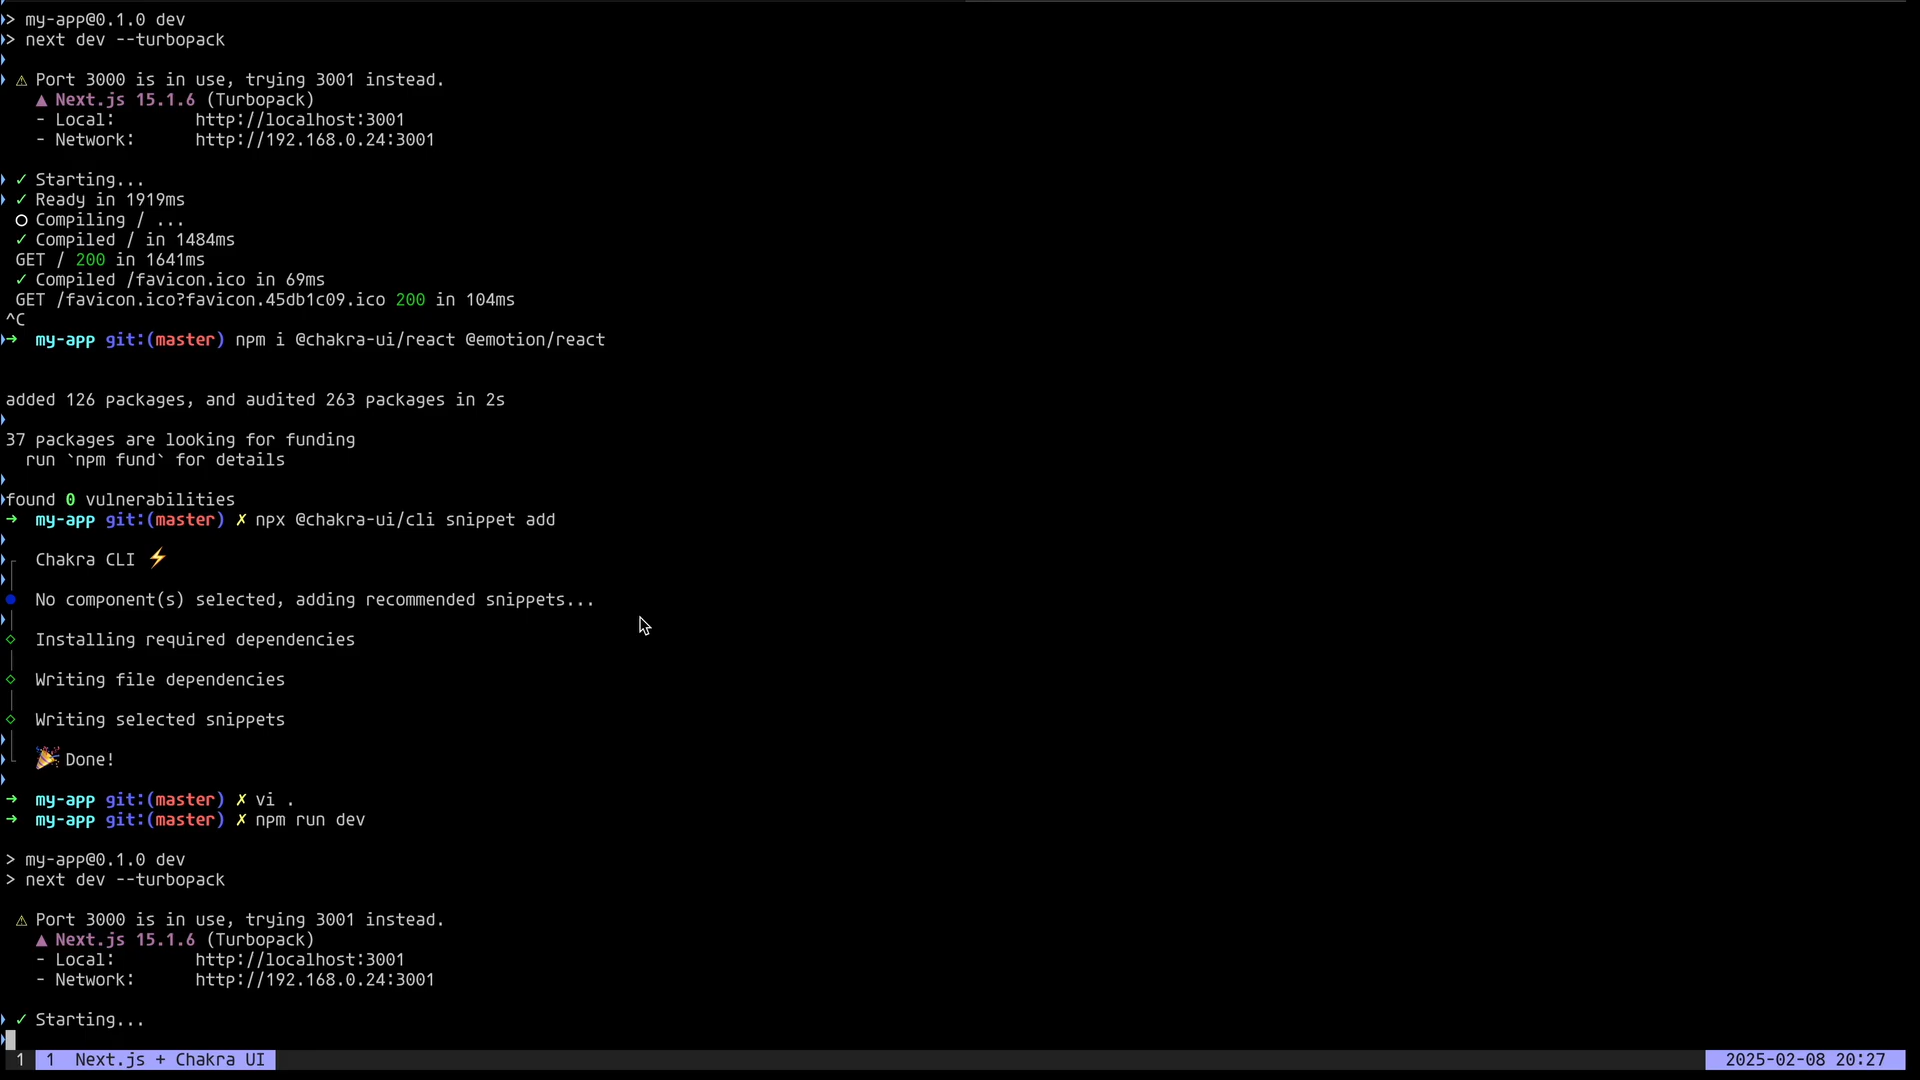 > my-app@0.1.0 dev
> next dev --turbopack
⚠ Port 3000 is in use, trying 3001 instead.
▲ Next.js 15.1.6 (Turbopack)
- Local:        http://localhost:3001
- Network:      http://192.168.0.24:3001
✓ Starting...
✓ Ready in 1919ms
○ Compiling / ...
✓ Compiled / in 1484ms
GET / 200 in 1641ms
✓ Compiled /favicon.ico in 69ms
GET /favicon.ico?favicon.45db1c09.ico 200 in 104ms
^C
→  my-app git:(master) npm i @chakra-ui/react @emotion/react
added 126 packages, and audited 263 packages in 2s
37 packages are looking for funding
run `npm fund` for details
found 0 vulnerabilities
→  my-app git:(master) ✗ npx @chakra-ui/cli snippet add
Chakra CLI ⚡
No component(s) selected, adding recommended snippets...
Installing required dependencies
Writing file dependencies
Writing selected snippets
🎉 Done!
→  my-app git:(master) ✗ vi .
→  my-app git:(master) ✗ npm run dev
> my-app@0.1.0 dev
> next dev --turbopack
⚠ Port 3000 is in use, trying 3001 instead.
▲ Next.js 15.1.6 (Turbopack)
- Local:        http://localhost:3001
- Network:      http://192.168.0.24:3001
✓ Starting...
1  1  Next.js + Chakra UI  2025-02-08 20:27